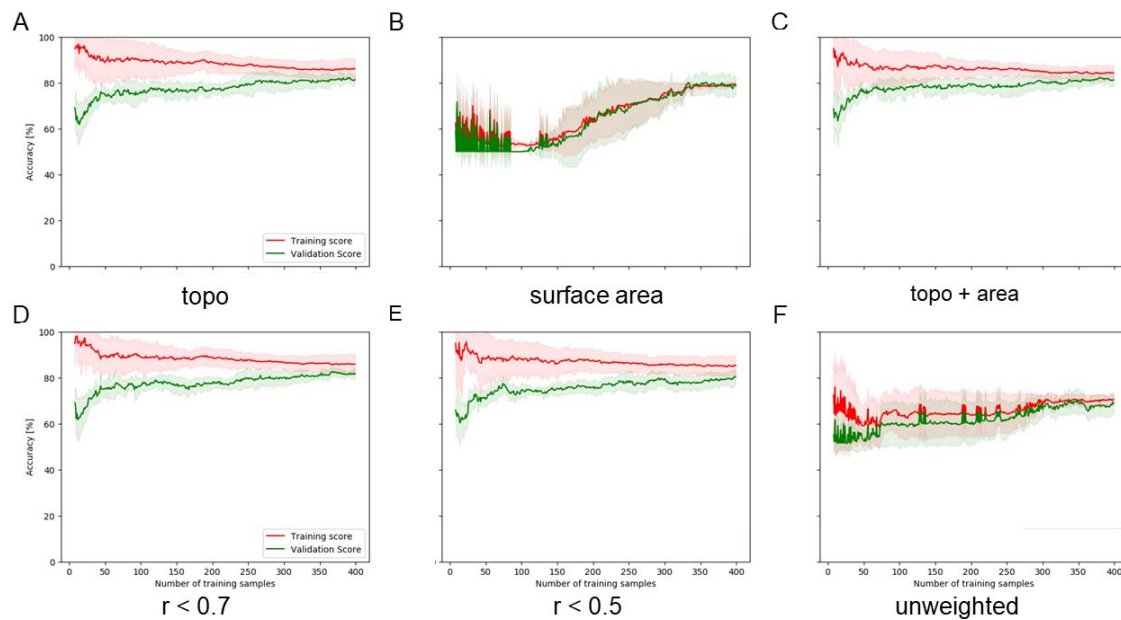 A
B
C
100
80
60
40
20
0
Accuracy [%]
Training score
Validation Score
topo
surface area
topo + area
D
E
F
100
80
60
40
20
0
Accuracy [%]
Training score
Validation Score
0 50 100 150 200 250 300 350 400
0 50 100 150 200 250 300 350 400
0 50 100 150 200 250 300 350 400
Number of training samples
Number of training samples
Number of training samples
r < 0.7
r < 0.5
unweighted